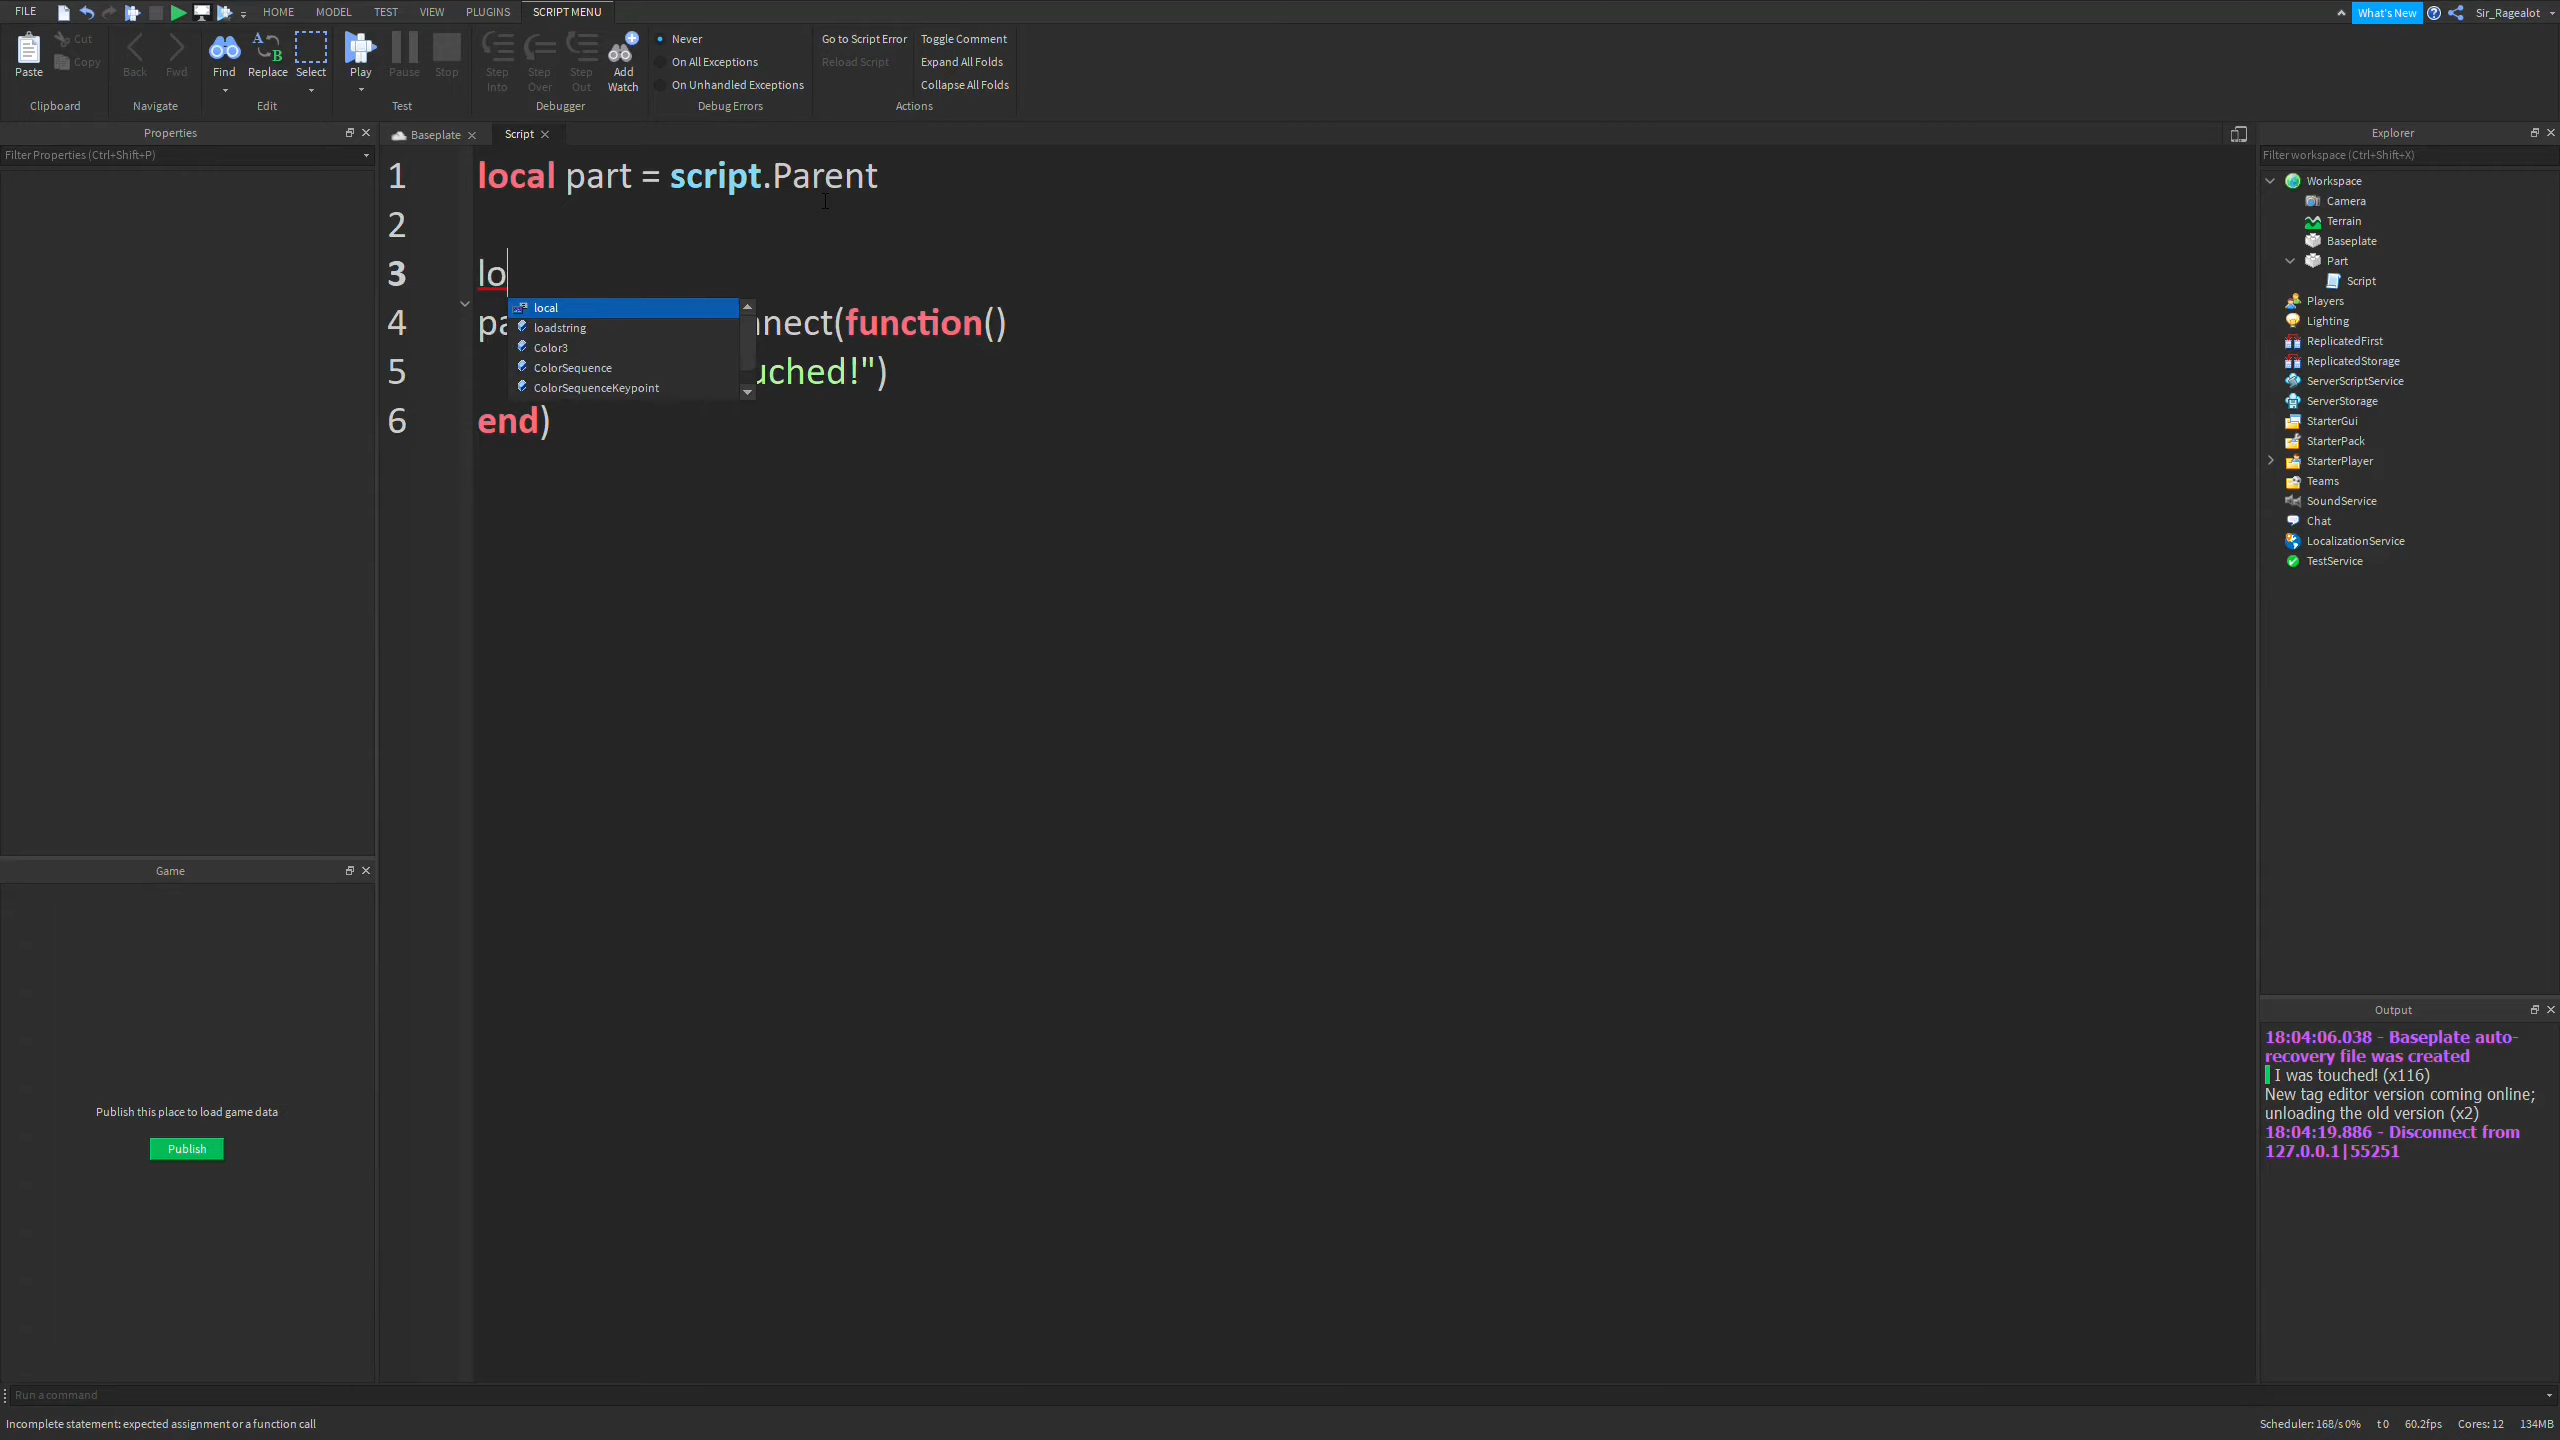 FILE HOME MODEL TEST VIEW PLUGINS SCRIPT MENU What's New Sir_Ragealot
Paste Cut Copy Back Fwd Find Replace Select Play Pause Stop Step Into Step Over Step Out Add Watch
Never
On All Exceptions
On Unhandled Exceptions
Go to Script Error
Reload Script
Toggle Comment
Expand All Folds
Collapse All Folds
Clipboard Navigate Edit Test Debugger Debug Errors Actions
Properties
Filter Properties (Ctrl+Shift+P)
Baseplate Script
1 local part = script.Parent
2
3 lo
local
loadstring
Color3
ColorSequence
ColorSequenceKeypoint
4 pa nnect(function()
5 uched!")
6 end)
Game
Publish this place to load game data
Publish
Explorer
Filter workspace (Ctrl+Shift+X)
Workspace
Camera
Terrain
Baseplate
Part
Script
Players
Lighting
ReplicatedFirst
ReplicatedStorage
ServerScriptService
ServerStorage
StarterGui
StarterPack
StarterPlayer
Teams
SoundService
Chat
LocalizationService
TestService
Output
18:04:06.038 - Baseplate auto-
recovery file was created
I was touched! (x116)
New tag editor version coming online;
unloading the old version (x2)
18:04:19.886 - Disconnect from
127.0.0.1|55251
Run a command
Incomplete statement: expected assignment or a function call
Scheduler: 168/s 0% t 0 60.2fps Cores: 12 134MB